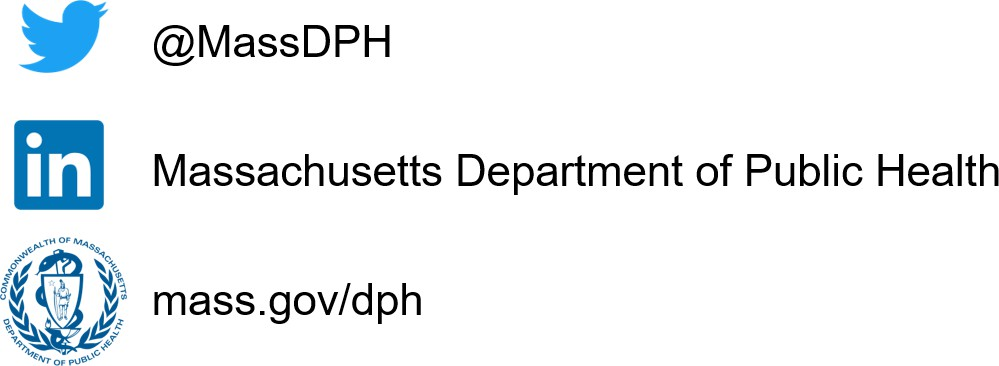 @MassDPH
in
Massachusetts Department of Public Health
COMMONWEALTH OF MASSACHUSETTS
DEPARTMENT OF PUBLIC HEALTH
mass.gov/dph